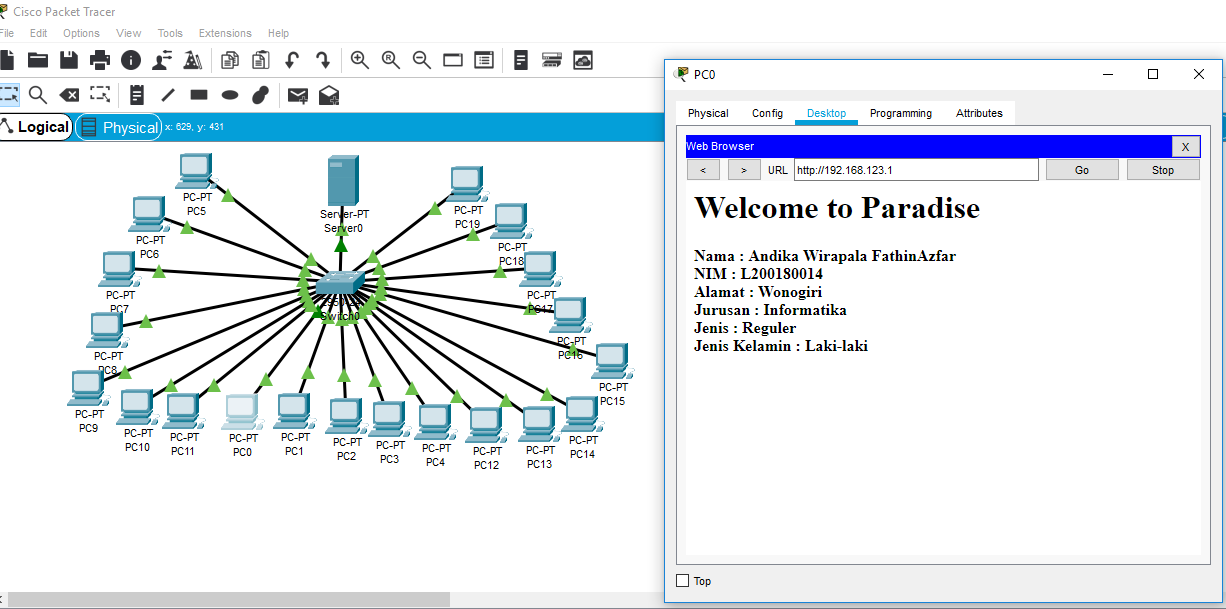 Cisco Packet Tracer
File Edit Options View Tools Extensions Help
Logical Physical x: 629, y: 431
PC-PT
PC5
PC-PT
PC6
PC-PT
PC7
PC-PT
PC8
PC-PT
PC9
PC-PT
PC10
PC-PT
PC11
PC-PT
PC0
PC-PT
PC1
PC-PT
PC2
PC-PT
PC3
PC-PT
PC4
PC-PT
PC12
PC-PT
PC13
PC-PT
PC14
PC-PT
PC15
PC-PT
PC16
PC-PT
PC17
PC-PT
PC18
PC-PT
PC19
Server-PT
Server0
Switch0
PC0
Physical Config Desktop Programming Attributes
Web Browser X
< > URL http://192.168.123.1 Go Stop
Welcome to Paradise
Nama : Andika Wirapala FathinAzfar
NIM : L200180014
Alamat : Wonogiri
Jurusan : Informatika
Jenis : Reguler
Jenis Kelamin : Laki-laki
Top